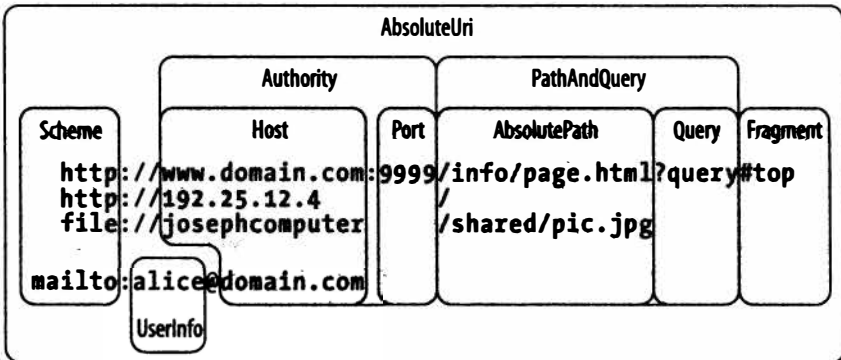 AbsoluteUri
Authority PathAndQuery
Scheme Host Port AbsolutePath Query Fragment
http://www.domain.com:9999/info/page.html?query#top
http://192.25.12.4 /
file://josephcomputer /shared/pic.jpg
mailto:alice@domain.com
UserInfo